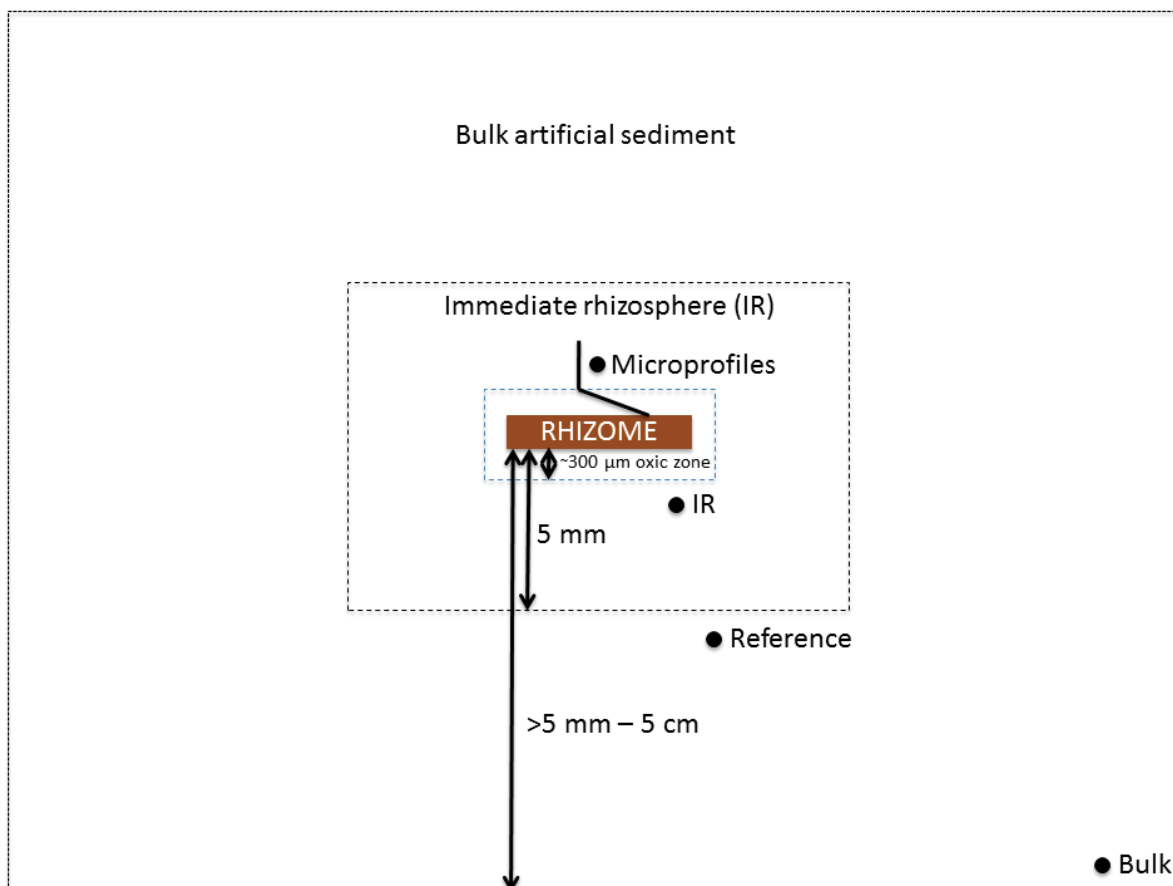 Bulk artificial sediment
Immediate rhizosphere (IR)
Microprofiles
RHIZOME
~300 µm oxic zone
IR
5 mm
Reference
>5 mm – 5 cm
Bulk